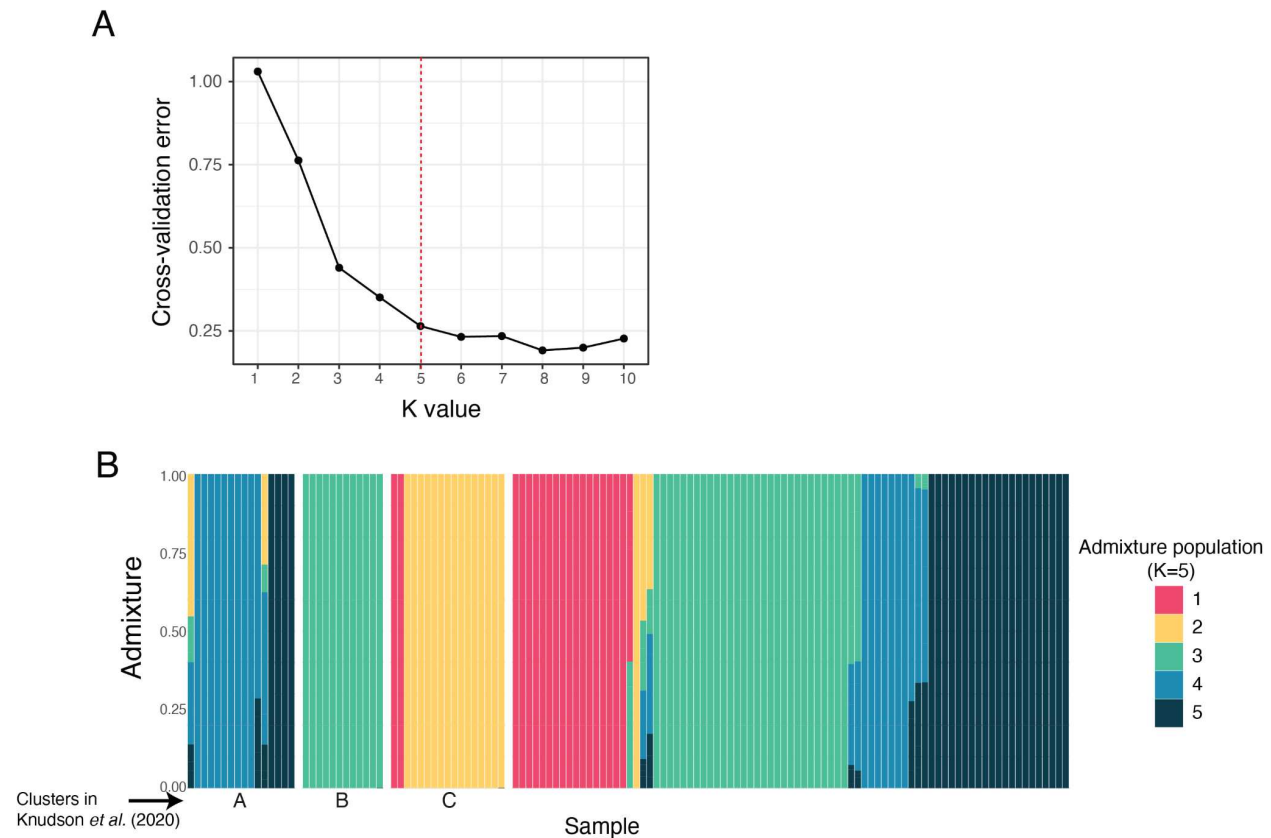 A
Cross-validation error
1.00
0.75
0.50
0.25
1 2 3 4 5 6 7 8 9 10
K value
B
Admixture
1.00
0.75
0.50
0.25
0.00
Clusters in
Knudson et al. (2020)
A B C
Sample
Admixture population
(K=5)
1
2
3
4
5